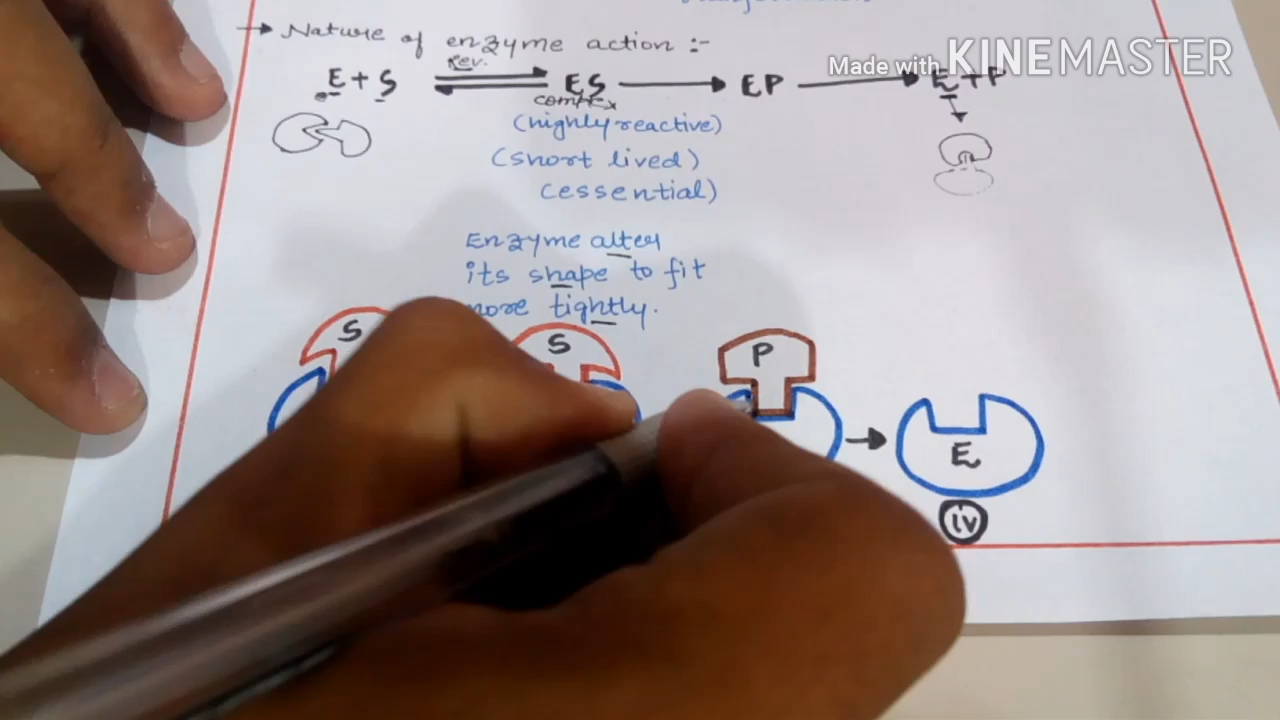 → Nature of enzyme action :-
Made with KINEMASTER
Rev.
E + S ⇌ ES → EP → E + P
complex
(highly reactive)
(short lived)
(essential)
Enzyme alter
its shape to fit
more tightly.
S
S
P
E
iv